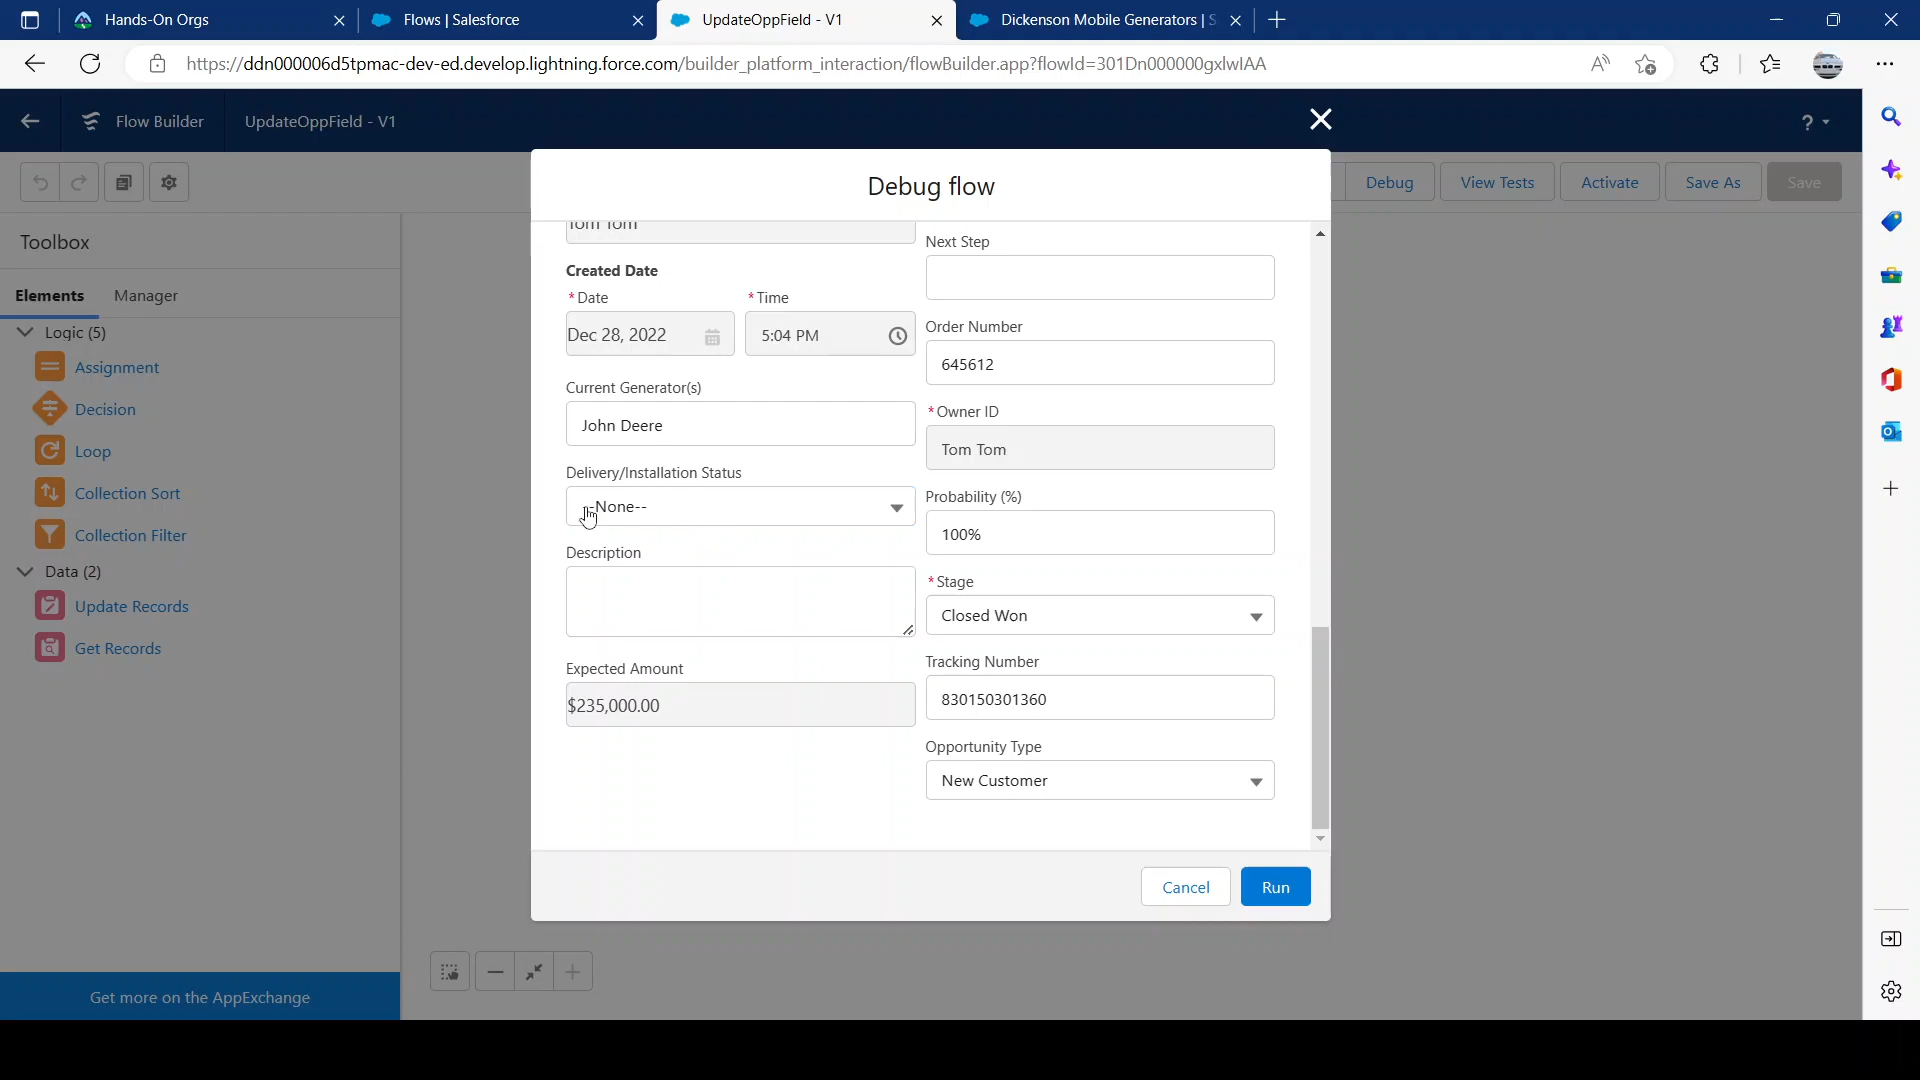 Hands-On Orgs
Flows | Salesforce
UpdateOppField - V1
Dickenson Mobile Generators | S
https://ddn000006d5tpmac-dev-ed.develop.lightning.force.com/builder_platform_interaction/flowBuilder.app?flowId=301Dn000000gxlwIAA
Flow Builder
UpdateOppField - V1
?
Debug
View Tests
Activate
Save As
Save
Toolbox
Elements
Manager
Logic (5)
Assignment
Decision
Loop
Collection Sort
Collection Filter
Data (2)
Update Records
Get Records
Get more on the AppExchange
Debug flow
Tom Tom
Created Date
* Date
* Time
Dec 28, 2022
5:04 PM
Current Generator(s)
John Deere
Delivery/Installation Status
--None--
Description
Expected Amount
$235,000.00
Next Step
Order Number
645612
* Owner ID
Tom Tom
Probability (%)
100%
* Stage
Closed Won
Tracking Number
830150301360
Opportunity Type
New Customer
Cancel
Run